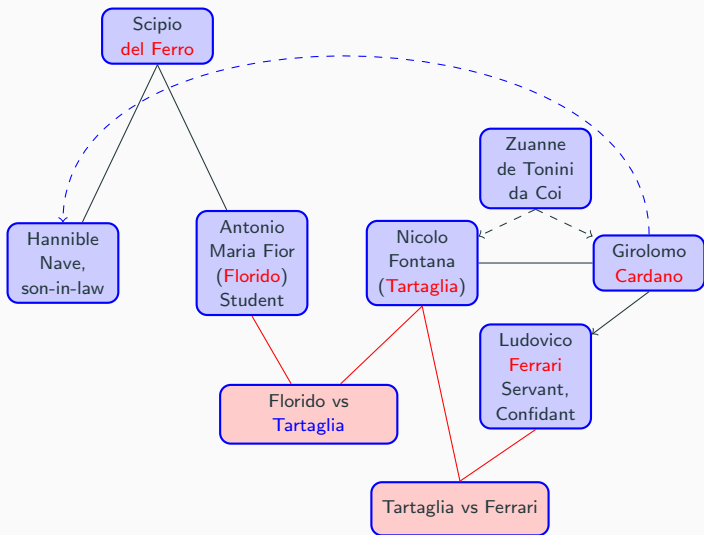 Scipio
del Ferro
Zuanne
de Tonini
da Coi
Hannible
Nave,
son-in-law
Antonio
Maria Fior
(Florido)
Student
Nicolo
Fontana
(Tartaglia)
Girolomo
Cardano
Ludovico
Ferrari
Servant,
Confidant
Florido vs
Tartaglia
Tartaglia vs Ferrari